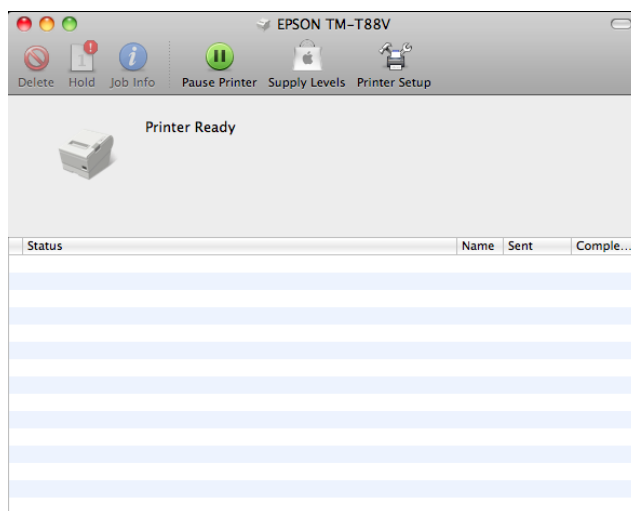 EPSON TM-T88V
Delete Hold Job Info Pause Printer Supply Levels Printer Setup
Printer Ready
Status Name Sent Comple...